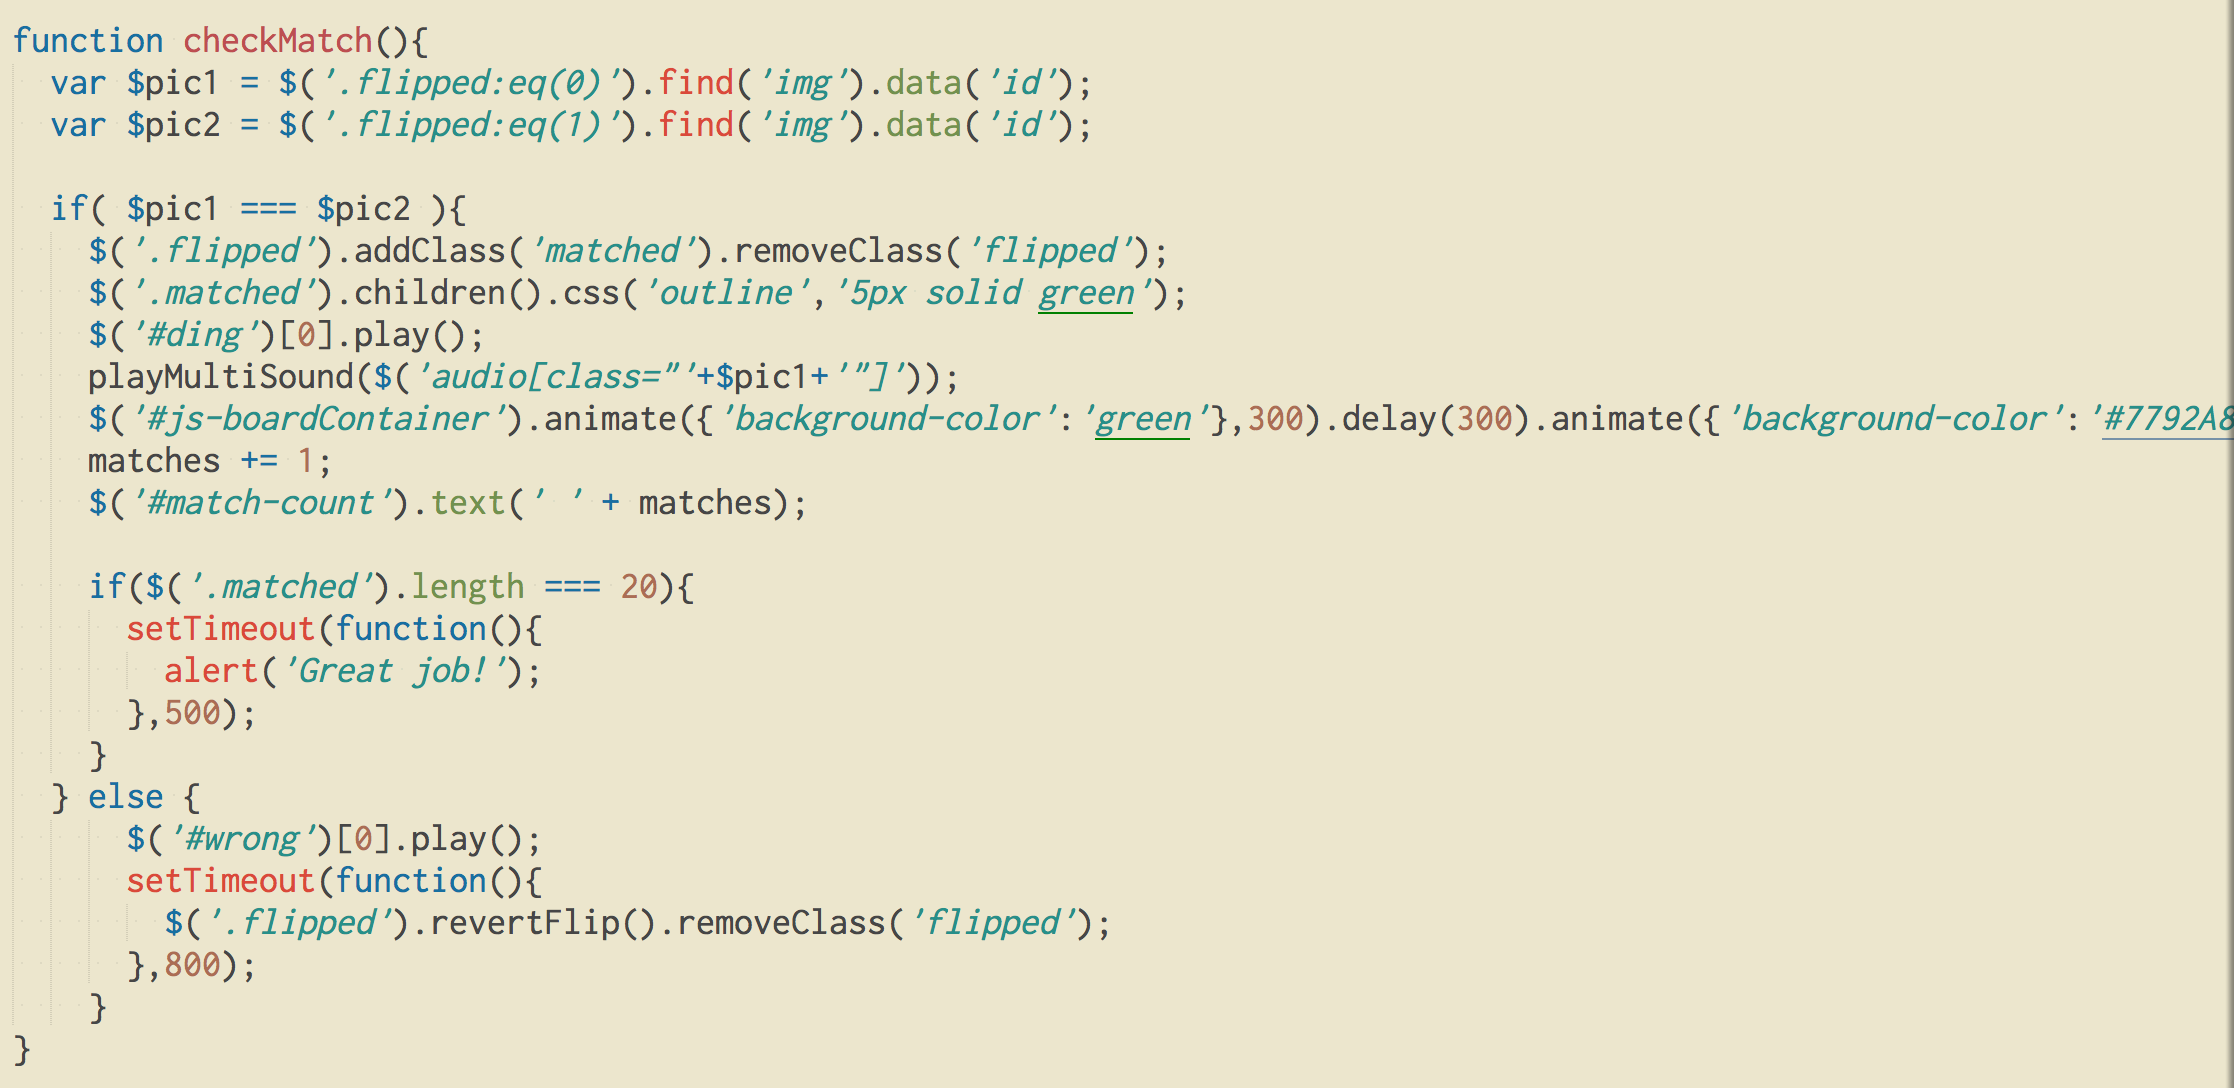 function checkMatch(){
  var $pic1 = $('.flipped:eq(0)').find('img').data('id');
  var $pic2 = $('.flipped:eq(1)').find('img').data('id');

  if( $pic1 === $pic2 ){
    $('.flipped').addClass('matched').removeClass('flipped');
    $('.matched').children().css('outline','5px solid green');
    $('#ding')[0].play();
    playMultiSound($('audio[class="'+$pic1+'"]'));
    $('#js-boardContainer').animate({'background-color':'green'},300).delay(300).animate({'background-color':'#7792A8
    matches += 1;
    $('#match-count').text(' ' + matches);

    if($('.matched').length === 20){
      setTimeout(function(){
        alert('Great job!');
      },500);
    }
  } else {
      $('#wrong')[0].play();
      setTimeout(function(){
        $('.flipped').revertFlip().removeClass('flipped');
      },800);
    }
}